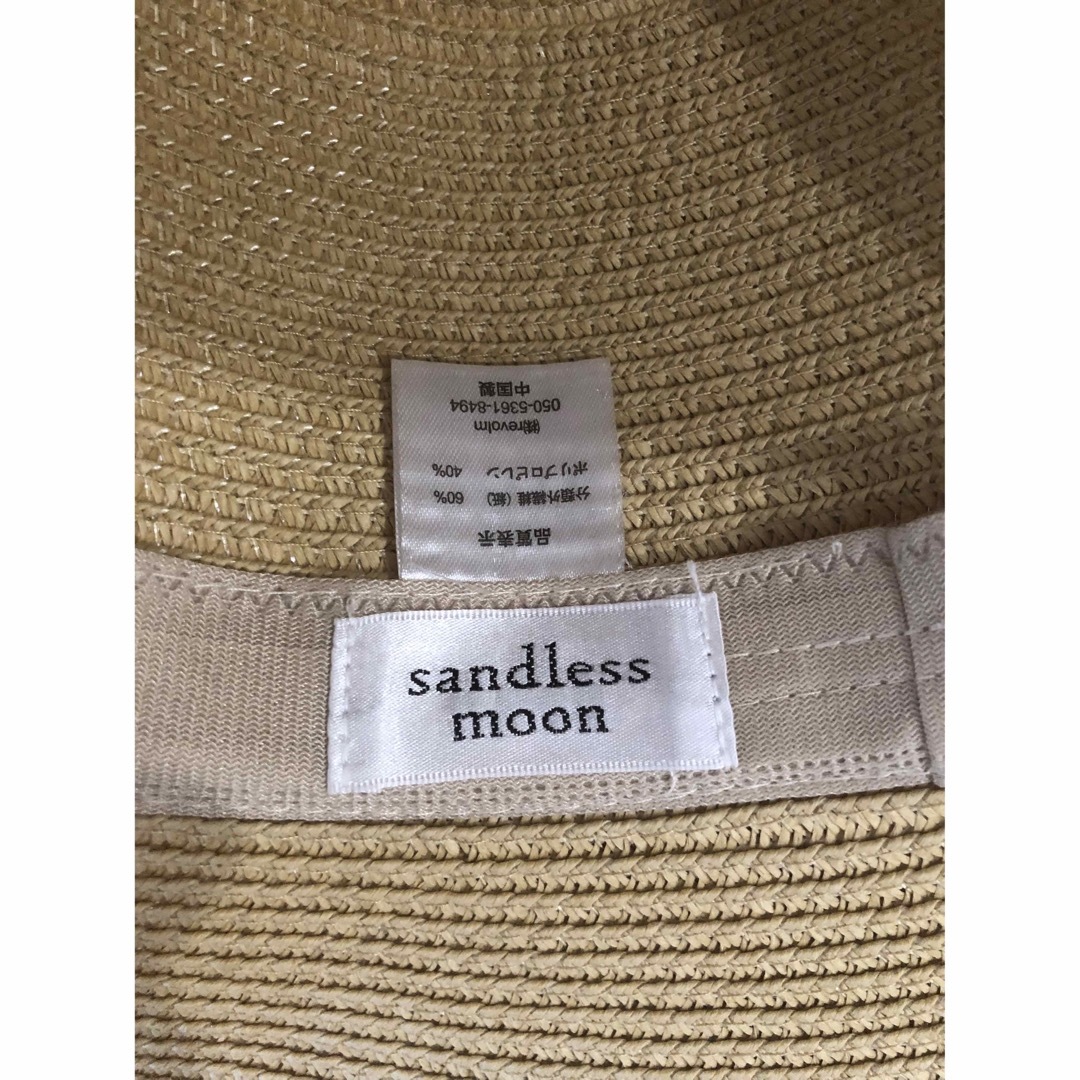 品質表示
分類外繊維（紙） 60%
ポリプロピレン 40%
㈱revolm
050-5361-8494
中国製
sandless
moon